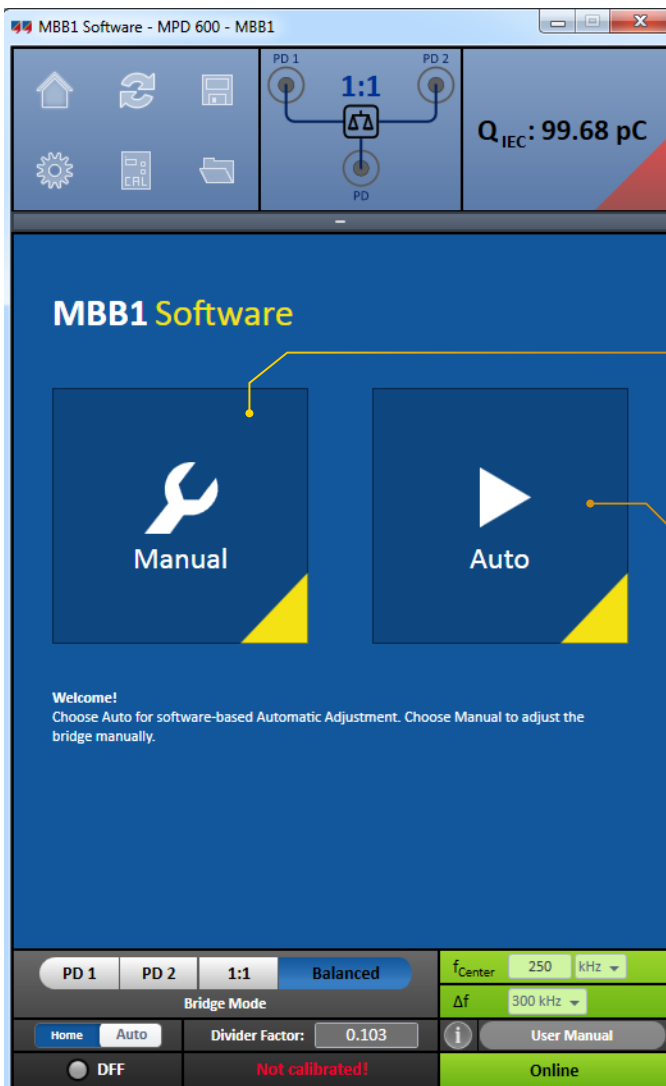 MBB1 Software - MPD 600 - MBB1
PD 1
PD 2
1:1
Q IEC: 99.68 pC
CAL
PD
MBB1 Software
Manual
Auto
Welcome!
Choose Auto for software-based Automatic Adjustment. Choose Manual to adjust the
bridge manually.
PD 1 PD 2 1:1 Balanced
Bridge Mode
fCenter 250 kHz
Δf 300 kHz
Home Auto
Divider Factor: 0.103
i User Manual
DFF
Not calibrated!
Online